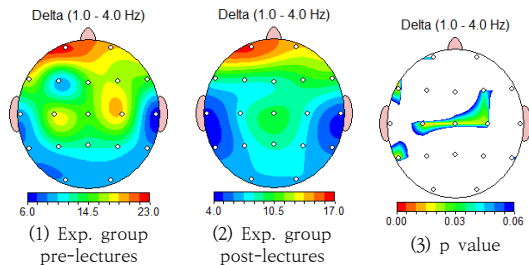 Delta (1.0 - 4.0 Hz)
Delta (1.0 - 4.0 Hz)
Delta (1.0 - 4.0 Hz)
6.0 14.5 23.0
4.0 10.5 17.0
0.00 0.03 0.06
(1) Exp. group
pre-lectures
(2) Exp. group
post-lectures
(3) p value